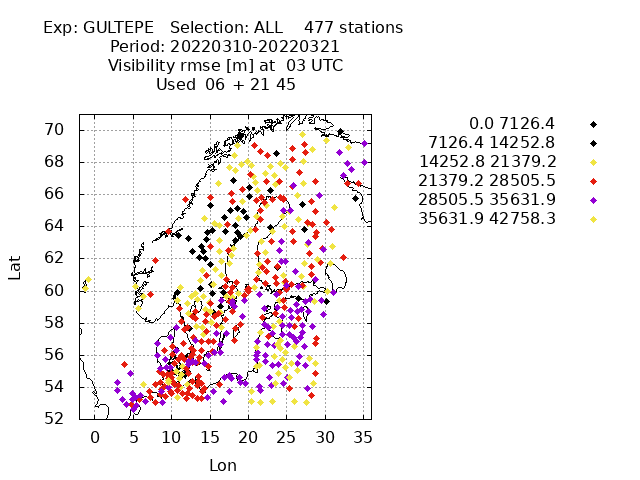 Exp: GULTEPE Selection: ALL 477 stations
Period: 20220310-20220321
Visibility rmse [m] at 03 UTC
Used 06 + 21 45
0.0 7126.4
7126.4 14252.8
14252.8 21379.2
21379.2 28505.5
28505.5 35631.9
35631.9 42758.3
Lat
70
68
66
64
62
60
58
56
54
52
0 5 10 15 20 25 30 35
Lon